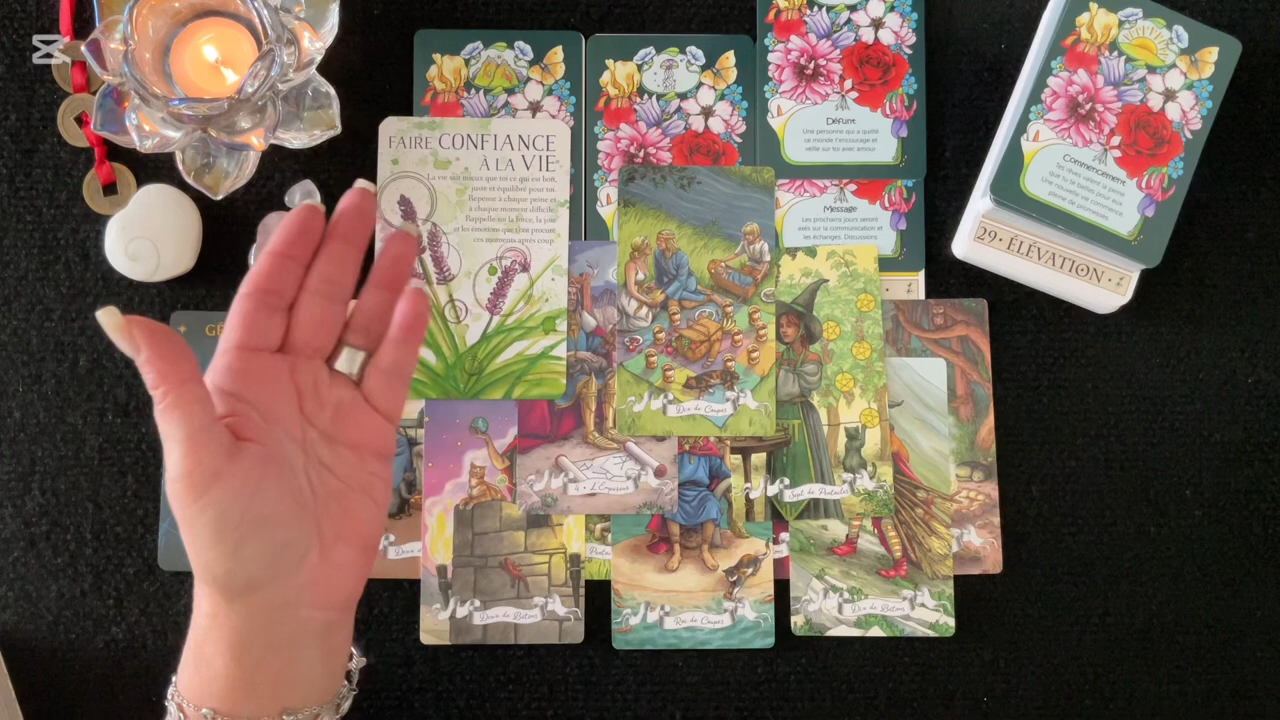 Défunt
Une personne qui a quitté
ce monde t'encourage et
veille sur toi avec amour
Commencement
Tes rêves valent la peine
que tu te battes pour eux
Une nouvelle vie commence,
pleine de promesses
29 • ÉLÉVATION •
FAIRE CONFIANCE
À LA VIE
La vie sait mieux que toi ce qui est bon,
juste et équilibré pour toi.
Repense à chaque peine et
à chaque moment difficile.
Rappelle-toi la force, la joie
et les émotions que t'ont procuré
ces moments après coup.
Message
Les prochains jours seront
axés sur la communication et
les échanges. Discussions
Dix de Coupes
4 • L'Empereur
Sept de Pentacles
Deux de Bâtons
Roi de Coupes
Dix de Bâtons